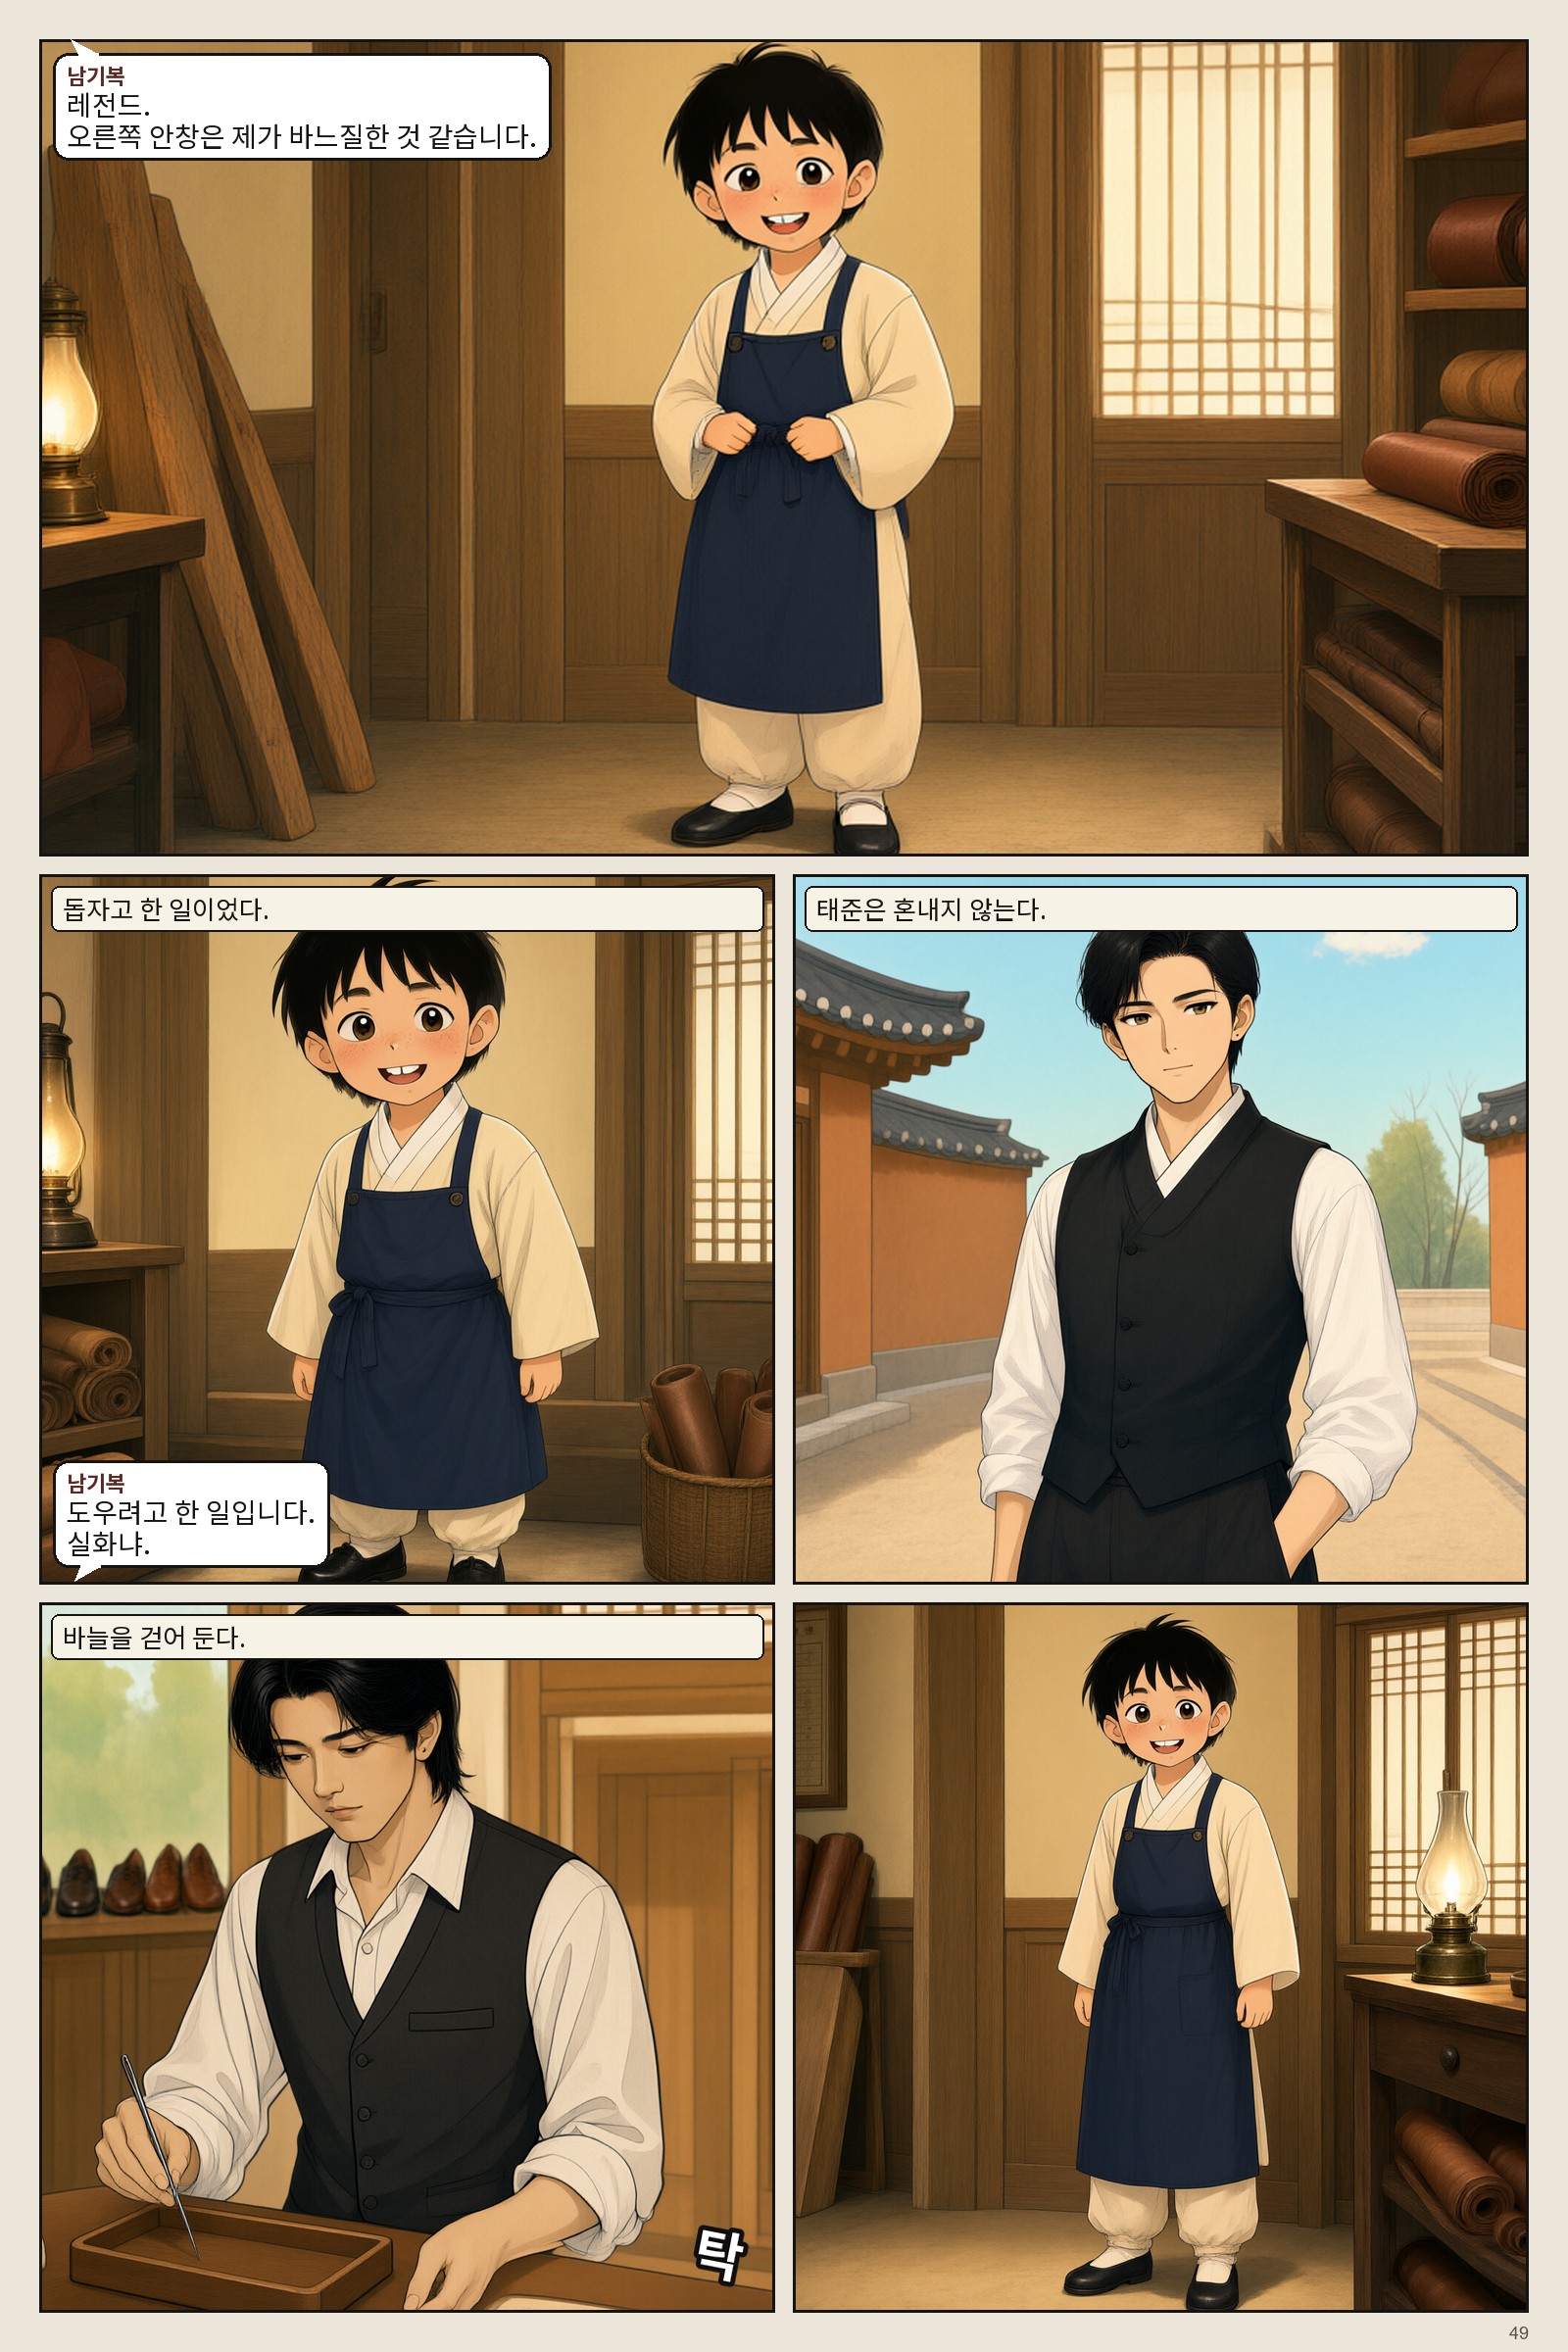 남기복
레전드.
오른쪽 안창은 제가 바느질한 것 같습니다.
돕자고 한 일이었다.
남기복
도우려고 한 일입니다.
실화냐.
태준은 혼내지 않는다.
바늘을 걷어 둔다.
탁
49